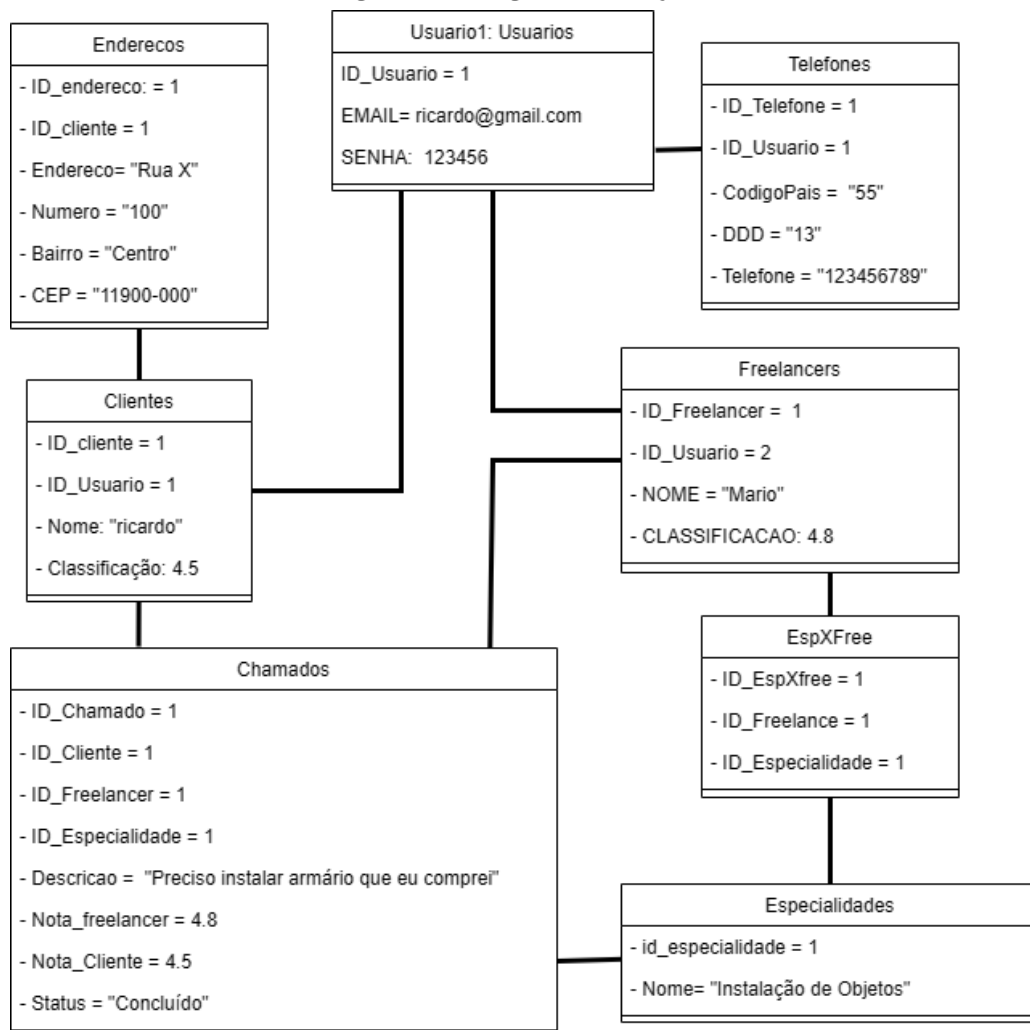 Enderecos
- ID_endereco: = 1
- ID_cliente = 1
- Endereco= "Rua X"
- Numero = "100"
- Bairro = "Centro"
- CEP = "11900-000"
Usuario1: Usuarios
ID_Usuario = 1
EMAIL= ricardo@gmail.com
SENHA: 123456
Telefones
- ID_Telefone = 1
- ID_Usuario = 1
- CodigoPais = "55"
- DDD = "13"
- Telefone = "123456789"
Clientes
- ID_cliente = 1
- ID_Usuario = 1
- Nome: "ricardo"
- Classificação: 4.5
Freelancers
- ID_Freelancer = 1
- ID_Usuario = 2
- NOME = "Mario"
- CLASSIFICACAO: 4.8
EspXFree
- ID_EspXfree = 1
- ID_Freelance = 1
- ID_Especialidade = 1
Chamados
- ID_Chamado = 1
- ID_Cliente = 1
- ID_Freelancer = 1
- ID_Especialidade = 1
- Descricao = "Preciso instalar armário que eu comprei"
- Nota_freelancer = 4.8
- Nota_Cliente = 4.5
- Status = "Concluído"
Especialidades
- id_especialidade = 1
- Nome= "Instalação de Objetos"